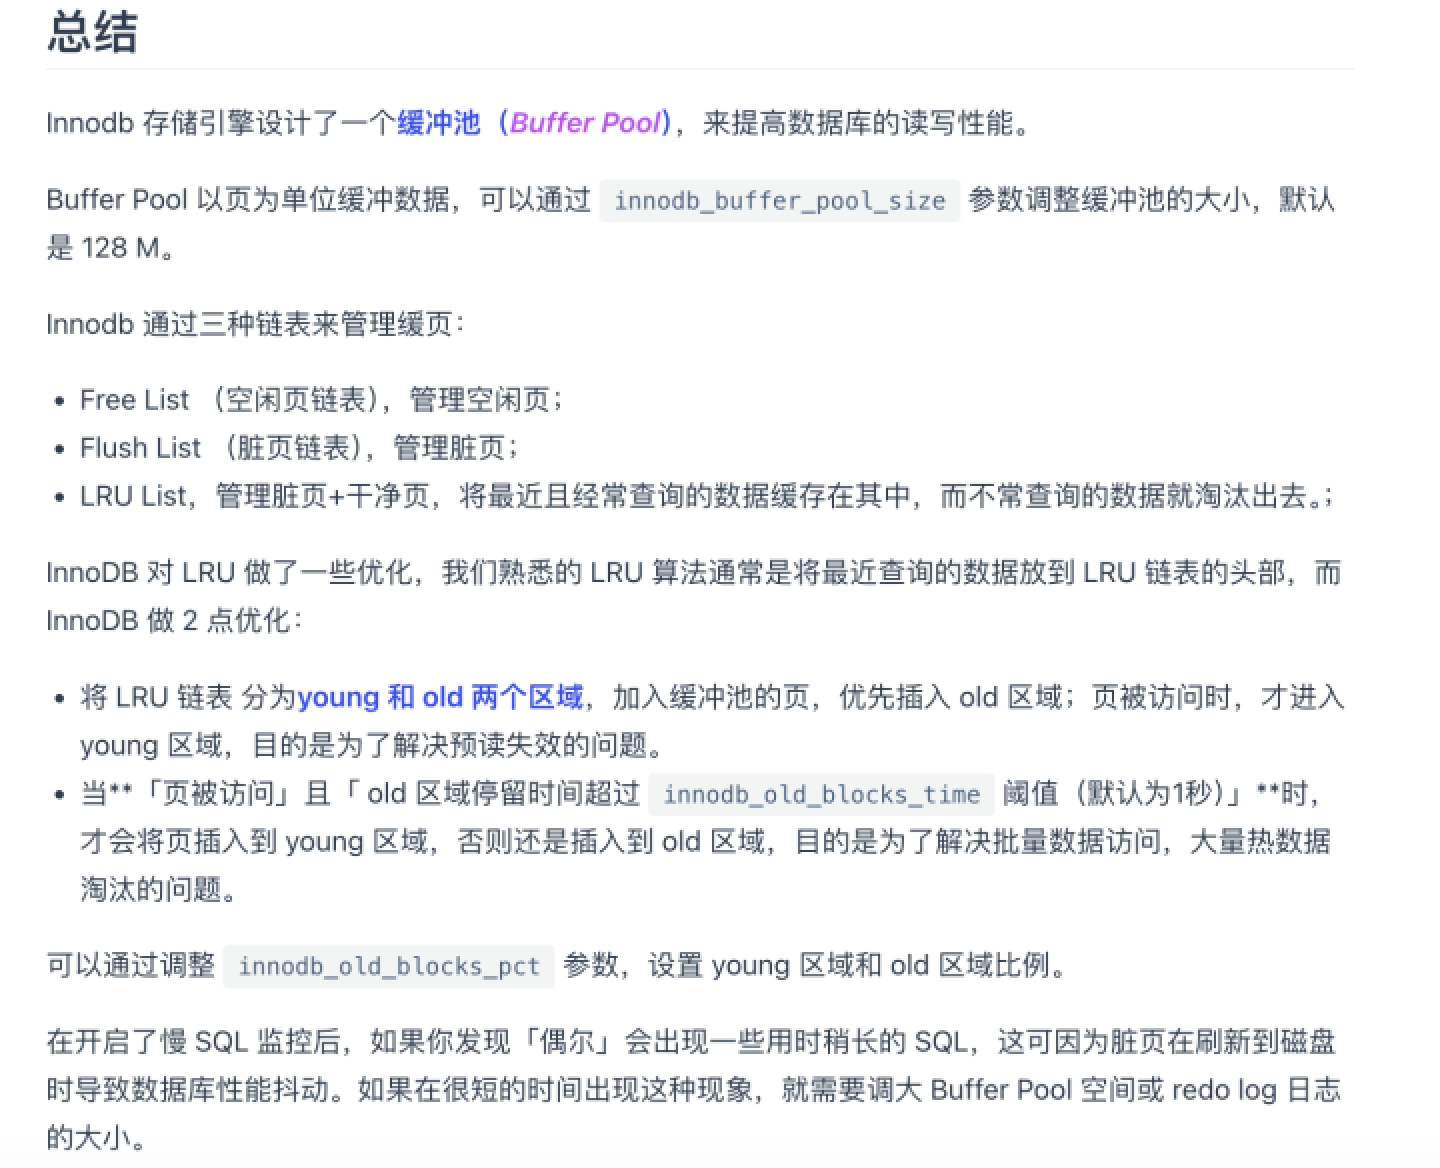 总结
Innodb 存储引擎设计了一个缓冲池（Buffer Pool），来提高数据库的读写性能。
Buffer Pool 以页为单位缓冲数据，可以通过 innodb_buffer_pool_size 参数调整缓冲池的大小，默认
是 128 M。
Innodb 通过三种链表来管理缓页：
• Free List （空闲页链表），管理空闲页；
• Flush List （脏页链表），管理脏页；
• LRU List，管理脏页+干净页，将最近且经常查询的数据缓存在其中，而不常查询的数据就淘汰出去。；
InnoDB 对 LRU 做了一些优化，我们熟悉的 LRU 算法通常是将最近查询的数据放到 LRU 链表的头部，而
InnoDB 做 2 点优化：
• 将 LRU 链表 分为young 和 old 两个区域，加入缓冲池的页，优先插入 old 区域；页被访问时，才进入
young 区域，目的是为了解决预读失效的问题。
• 当**「页被访问」且「 old 区域停留时间超过 innodb_old_blocks_time 阈值（默认为1秒）」**时，
才会将页插入到 young 区域，否则还是插入到 old 区域，目的是为了解决批量数据访问，大量热数据
淘汰的问题。
可以通过调整 innodb_old_blocks_pct 参数，设置 young 区域和 old 区域比例。
在开启了慢 SQL 监控后，如果你发现「偶尔」会出现一些用时稍长的 SQL，这可因为脏页在刷新到磁盘
时导致数据库性能抖动。如果在很短的时间出现这种现象，就需要调大 Buffer Pool 空间或 redo log 日志
的大小。